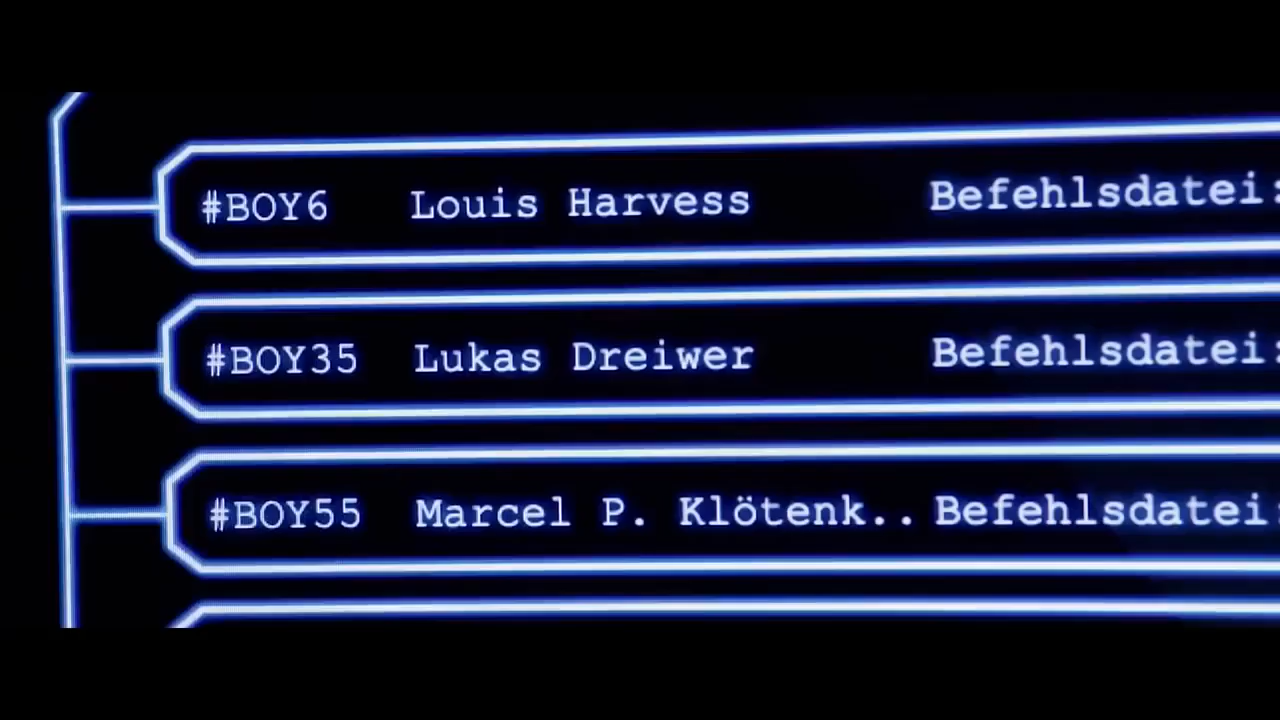 #BOY6 Louis Harvess Befehlsdatei:
#BOY35 Lukas Dreiwer Befehlsdatei:
#BOY55 Marcel P. Klötenk.. Befehlsdatei: